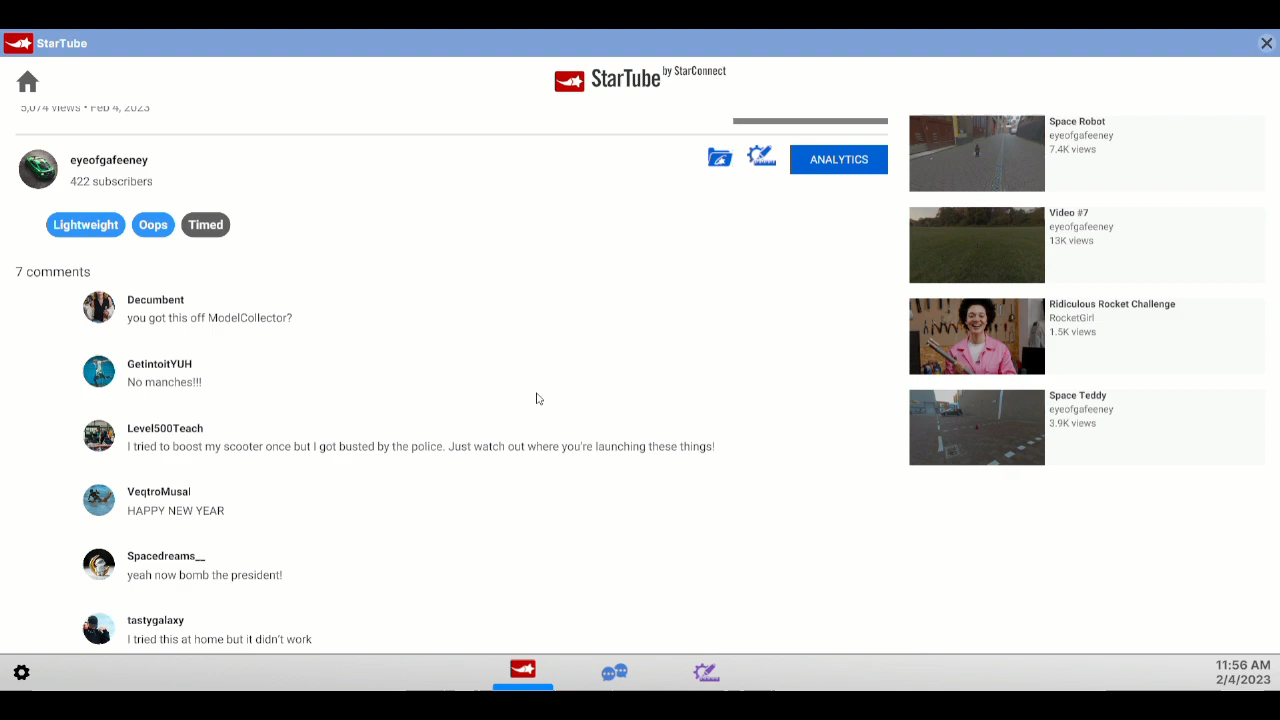 StarTube
StarTube by StarConnect
5,074 views • Feb 4, 2023
eyeofgafeeney
422 subscribers
ANALYTICS
Lightweight Oops Timed
7 comments
Decumbent
you got this off ModelCollector?
GetintoitYUH
No manches!!!
Level500Teach
I tried to boost my scooter once but I got busted by the police. Just watch out where you're launching these things!
VeqtroMusal
HAPPY NEW YEAR
Spacedreams__
yeah now bomb the president!
tastygalaxy
I tried this at home but it didn't work
Space Robot
eyeofgafeeney
7.4K views
Video #7
eyeofgafeeney
13K views
Ridiculous Rocket Challenge
RocketGirl
1.5K views
Space Teddy
eyeofgafeeney
3.9K views
11:56 AM
2/4/2023